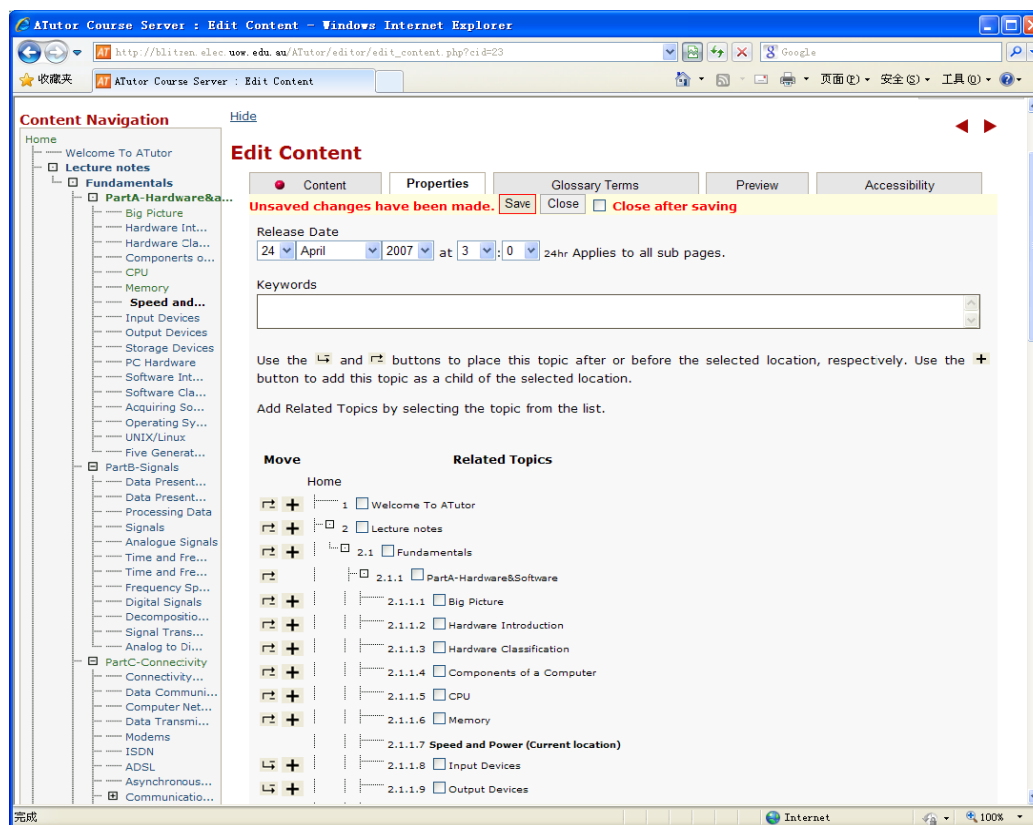 ATutor Course Server : Edit Content - Windows Internet Explorer
http://blitzen.elec.uow.edu.au/ATutor/editor/edit_content.php?cid=23
Google
收藏夹
ATutor Course Server : Edit Content
页面(P)
安全(S)
工具(O)
Content Navigation
Home
Welcome To ATutor
Lecture notes
Fundamentals
PartA-Hardware&a...
Big Picture
Hardware Int...
Hardware Cla...
Components o...
CPU
Memory
Speed and...
Input Devices
Output Devices
Storage Devices
PC Hardware
Software Int...
Software Cla...
Acquiring So...
Operating Sy...
UNIX/Linux
Five Generat...
PartB-Signals
Data Present...
Data Present...
Processing Data
Signals
Analogue Signals
Time and Fre...
Time and Fre...
Frequency Sp...
Digital Signals
Decompositio...
Signal Trans...
Analog to Di...
PartC-Connectivity
Connectivity...
Data Communi...
Computer Net...
Data Transmi...
Modems
ISDN
ADSL
Asynchronous...
Communicatio...
Hide
Edit Content
Content Properties Glossary Terms Preview Accessibility
Unsaved changes have been made. Save Close Close after saving
Release Date
24 April 2007 at 3 : 0 24hr Applies to all sub pages.
Keywords
Use the and buttons to place this topic after or before the selected location, respectively. Use the
button to add this topic as a child of the selected location.
Add Related Topics by selecting the topic from the list.
Move Related Topics
Home
1 Welcome To ATutor
2 Lecture notes
2.1 Fundamentals
2.1.1 PartA-Hardware&Software
2.1.1.1 Big Picture
2.1.1.2 Hardware Introduction
2.1.1.3 Hardware Classification
2.1.1.4 Components of a Computer
2.1.1.5 CPU
2.1.1.6 Memory
2.1.1.7 Speed and Power (Current location)
2.1.1.8 Input Devices
2.1.1.9 Output Devices
完成
Internet
100%